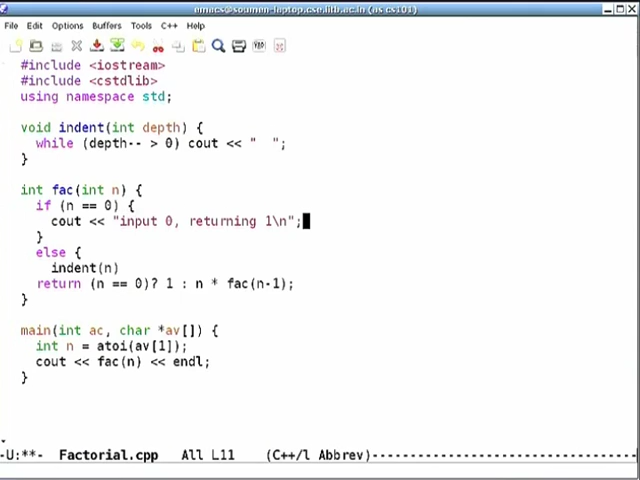 emacs@soumen-laptop.cse.iitb.ac.in (as cs101)
File Edit Options Buffers Tools C++ Help
#include <iostream>
#include <cstdlib>
using namespace std;
void indent(int depth) {
while (depth-- > 0) cout << "  ";
}
int fac(int n) {
if (n == 0) {
cout << "input 0, returning 1\n";
}
else {
indent(n)
return (n == 0)? 1 : n * fac(n-1);
}
main(int ac, char *av[]) {
int n = atoi(av[1]);
cout << fac(n) << endl;
}
-U:**-  Factorial.cpp   All L11    (C++/l Abbrev)----------------------------------